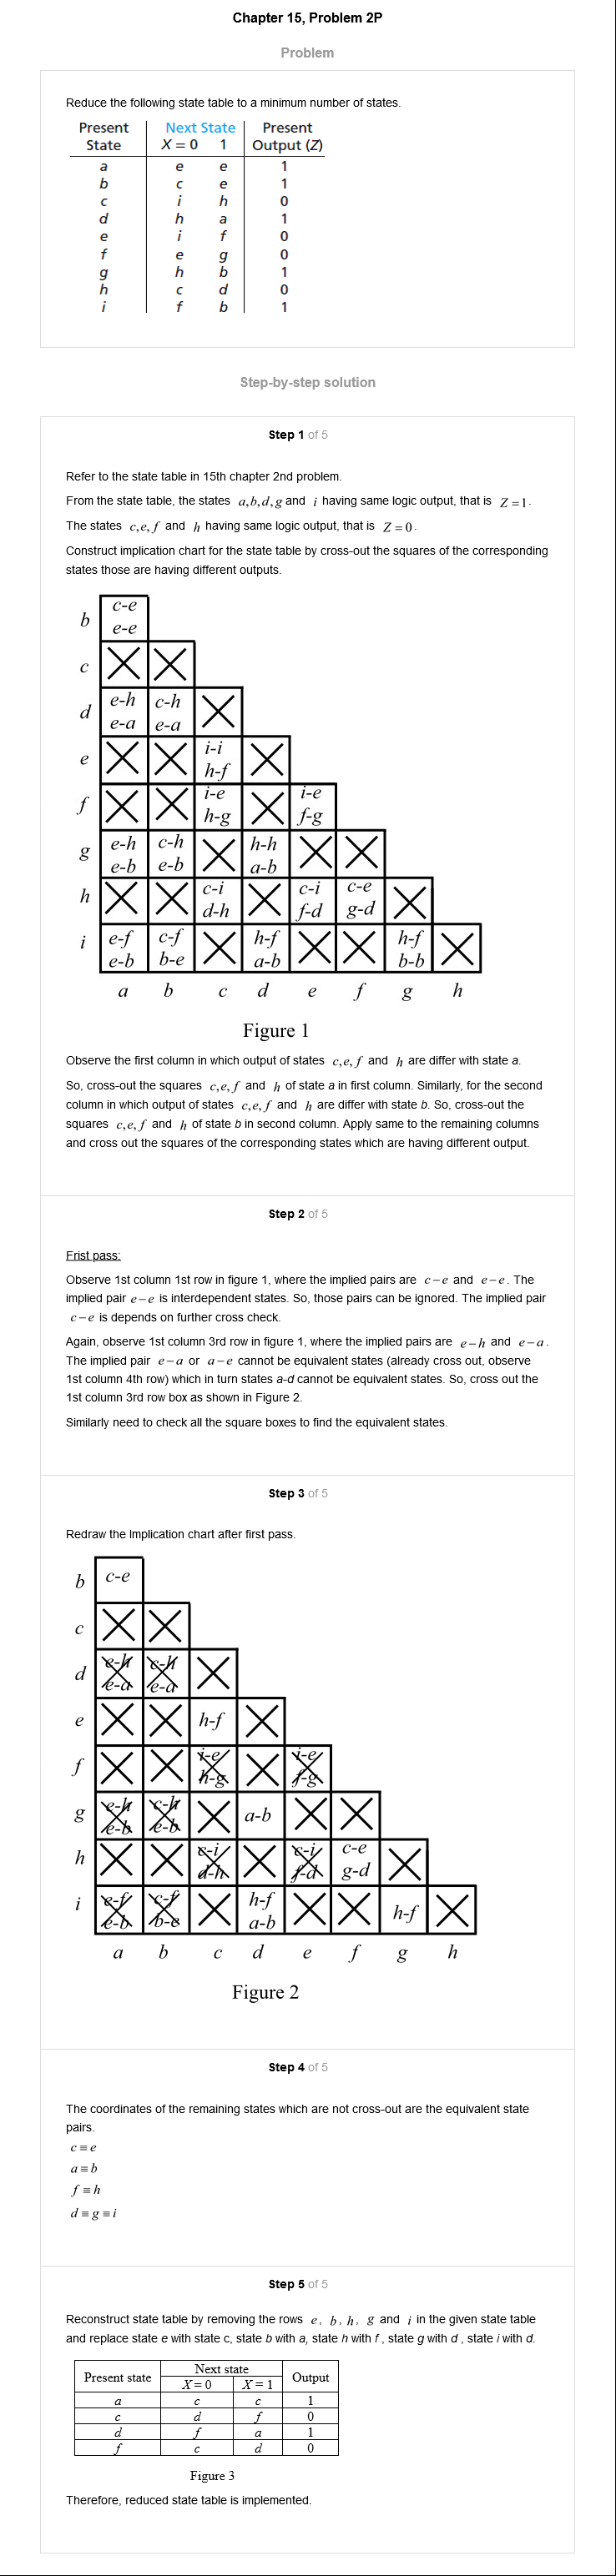 Chapter 15, Problem 2P
Problem
Reduce the following state table to a minimum number of states.
Present Next State Present
State X = 0 1 Output (Z)
a e e 1
b c e 1
c i h 0
d h a 1
e i f 0
f e g 0
g h b 1
h c d 0
i f b 1
Step-by-step solution
Step 1 of 5
Refer to the state table in 15th chapter 2nd problem.
From the state table, the states a,b,d,g and i having same logic output, that is Z=1.
The states c,e,f and h having same logic output, that is Z=0.
Construct implication chart for the state table by cross-out the squares of the corresponding
states those are having different outputs.
b c-e
e-e
c
d e-h c-h
e-a e-a
e i-i
h-f
f i-e i-e
h-g f-g
g e-h c-h h-h
e-b e-b a-b
h c-i c-i c-e
d-h f-d g-d
i e-f c-f h-f h-f
e-b b-e a-b b-b
a b c d e f g h
Figure 1
Observe the first column in which output of states c,e,f and h are differ with state a.
So, cross-out the squares c,e,f and h of state a in first column. Similarly, for the second
column in which output of states c,e,f and h are differ with state b. So, cross-out the
squares c,e,f and h of state b in second column. Apply same to the remaining columns
and cross out the squares of the corresponding states which are having different output.
Step 2 of 5
Frist pass:
Observe 1st column 1st row in figure 1, where the implied pairs are c−e and e−e. The
implied pair e−e is interdependent states. So, those pairs can be ignored. The implied pair
c−e is depends on further cross check.
Again, observe 1st column 3rd row in figure 1, where the implied pairs are e−h and e−a.
The implied pair e−a or a−e cannot be equivalent states (already cross out, observe
1st column 4th row) which in turn states a-d cannot be equivalent states. So, cross out the
1st column 3rd row box as shown in Figure 2.
Similarly need to check all the square boxes to find the equivalent states.
Step 3 of 5
Redraw the Implication chart after first pass.
b c-e
c
d e-h c-h
e-a e-a
e h-f
f i-e i-e
h-g f-g
g e-h c-h a-b
e-b e-b
h c-i c-i c-e
d-h f-d g-d
i e-f c-f h-f h-f
e-b b-e a-b
a b c d e f g h
Figure 2
Step 4 of 5
The coordinates of the remaining states which are not cross-out are the equivalent state
pairs.
c≡e
a≡b
f≡h
d≡g≡i
Step 5 of 5
Reconstruct state table by removing the rows e, b, h, g and i in the given state table
and replace state e with state c, state b with a, state h with f , state g with d , state i with d.
Present state Next state Output
X=0 X=1
a c c 1
c d f 0
d f a 1
f c d 0
Figure 3
Therefore, reduced state table is implemented.